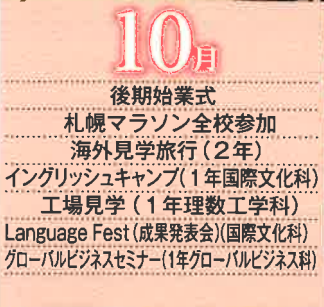 10月
後期始業式
札幌マラソン全校参加
海外見学旅行(2年)
イングリッシュキャンプ(1年国際文化科)
工場見学(1年理数工学科)
Language Fest(成果発表会)(国際文化科)
グローバルビジネスセミナー(1年グローバルビジネス科)